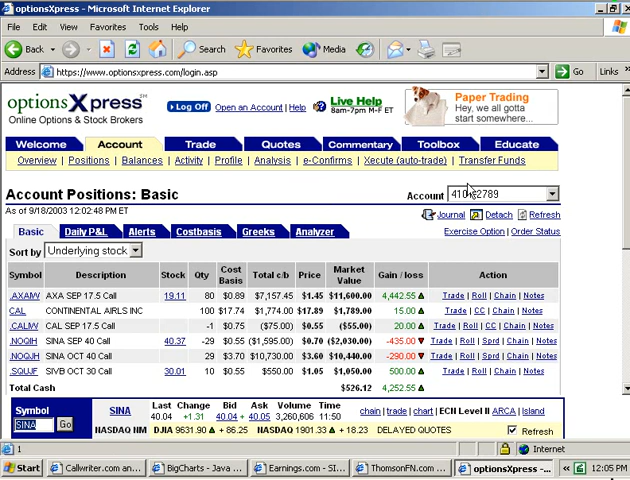 optionsXpress - Microsoft Internet Explorer
File Edit View Favorites Tools Help
Back Search Favorites Media
Address https://www.optionsxpress.com/login.asp Go Links »
optionsXpress SM
Online Options & Stock Brokers
Log Off Open an Account | Help
Live Help
8am-7pm M-F ET
Paper Trading
Hey, we all gotta
start somewhere...
Welcome Account Trade Quotes Commentary Toolbox Educate
Overview | Positions | Balances | Activity | Profile | Analysis | e-Confirms | Xecute (auto-trade) | Transfer Funds
Account Positions: Basic
Account
As of 9/18/2003 12:02:48 PM ET
Journal Detach Refresh
Basic Daily P&L Alerts Costbasis Greeks Analyzer
Exercise Option | Order Status
Sort by Underlying stock
Symbol Description Stock Qty Cost Basis Total c/b Price Market Value Gain / loss Action
AXA SEP 17.5 Call 19.11 80 $0.89 $7,157.45 $1.45 $11,600.00 4,442.55 Trade | Roll | Chain | Notes
CAL CONTINENTAL AIRLS INC 100 $17.74 $1,774.00 $17.89 $1,789.00 15.00 Trade | CC | Chain | Notes
.CALIW CAL SEP 17.5 Call -1 $0.75 ($75.00) $0.55 ($55.00) 20.00 Trade | Roll | CC | Chain | Notes
.NOQIH SINA SEP 40 Call 40.37 -29 $0.55 ($1,595.00) $0.70 ($2,030.00) -435.00 Trade | Roll | Sprd | Chain | Notes
.NOQJH SINA OCT 40 Call 29 $3.70 $10,730.00 $3.60 $10,440.00 -290.00 Trade | Roll | Sprd | Chain | Notes
.SQUJF SIVB OCT 30 Call 30.01 10 $0.55 $550.00 $1.05 $1,050.00 500.00 Trade | Roll | Chain | Notes
Total Cash $526.12 4,252.55
Symbol
SINA Go
SINA Last Change Bid Ask Volume Time
40.04 +1.31 40.04 40.05 3,260,606 11:50
chain | trade | chart | ECN Level II ARCA | Island
NASDAQ NM DJIA 9631.90 + 86.25 NASDAQ 1901.33 + 18.23 DELAYED QUOTES
Refresh
1 Internet
Start Callwriter.com an... BigCharts - Java ... Earnings.com - SI... ThomsonFN.com ... optionsXpress -... « 12:05 PM